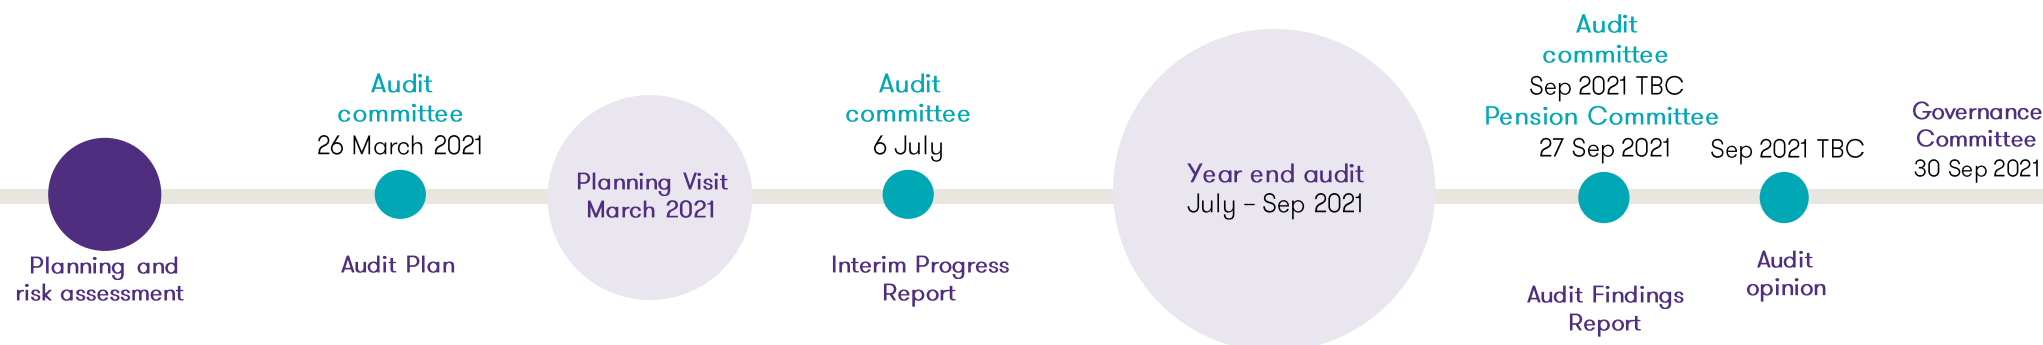 Planning and
risk assessment
Audit
committee
26 March 2021
Audit Plan
Planning Visit
March 2021
Audit
committee
6 July
Interim Progress
Report
Year end audit
July – Sep 2021
Audit
committee
Sep 2021 TBC
Pension Committee
27 Sep 2021
Audit Findings
Report
Sep 2021 TBC
Audit
opinion
Governance
Committee
30 Sep 2021